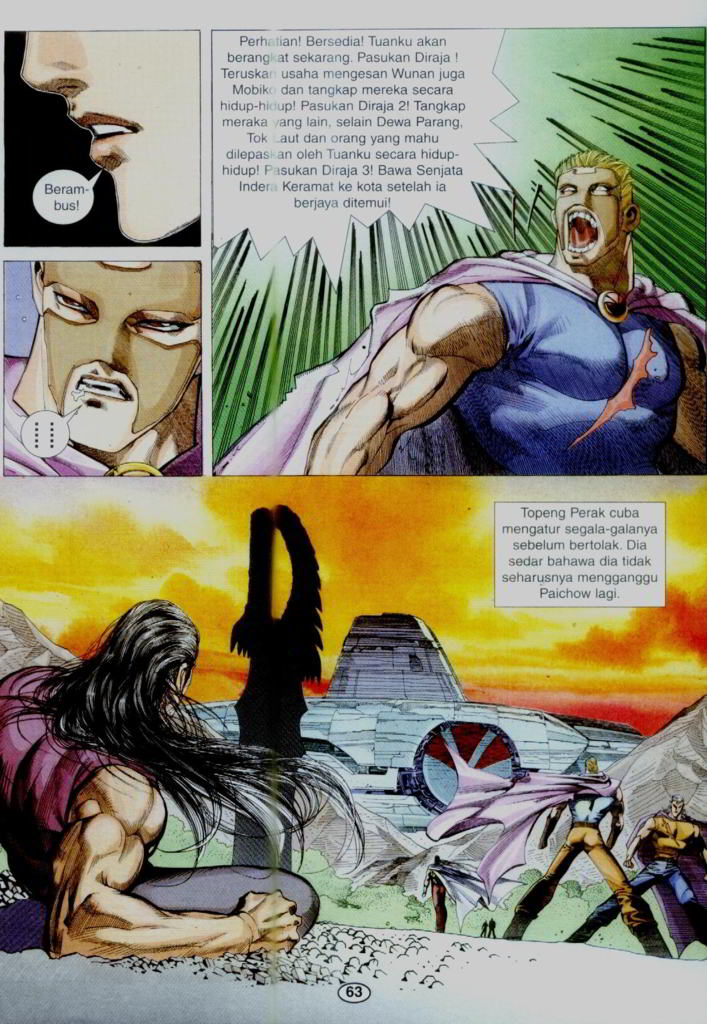 Beram-
bus!
Perhatian! Bersedia! Tuanku akan
berangkat sekarang. Pasukan Diraja !
Teruskan usaha mengesan Wunan juga
Mobiko dan tangkap mereka secara
hidup-hidup! Pasukan Diraja 2! Tangkap
meraka yang lain, selain Dewa Parang,
Tok Laut dan orang yang mahu
dilepaskan oleh Tuanku secara hidup-
hidup! Pasukan Diraja 3! Bawa Senjata
Indera Keramat ke kota setelah ia
berjaya ditemui!
Topeng Perak cuba
mengatur segala-galanya
sebelum bertolak. Dia
sedar bahawa dia tidak
seharusnya mengganggu
Paichow lagi.
63